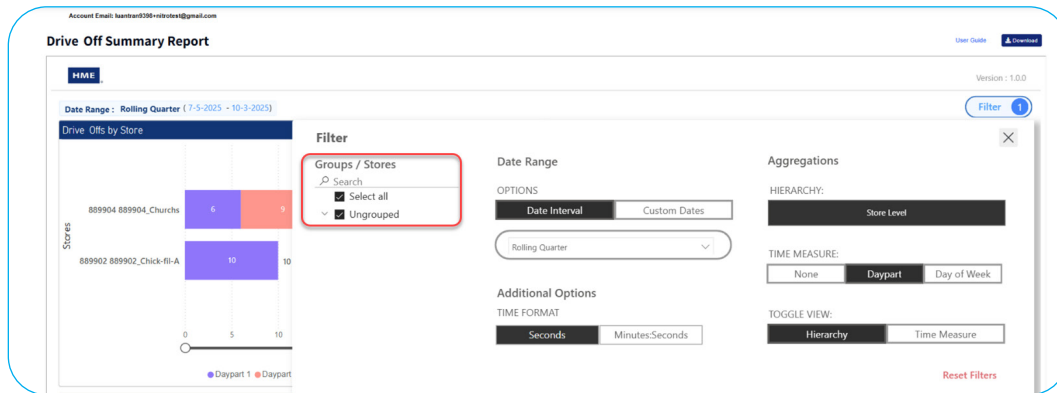 Account Email: luantran9398+nitrotest@gmail.com
Drive Off Summary Report
User Guide
Download
HME
Version : 1.0.0
Date Range : Rolling Quarter ( 7-5-2025 - 10-3-2025)
Filter 1
Drive Offs by Store
Stores
889904 889904_Churchs
6
9
889902 889902_Chick-fil-A
10
10
0 5 10
Daypart 1 Daypart
Filter
Groups / Stores
Search
Select all
Ungrouped
Date Range
OPTIONS
Date Interval Custom Dates
Rolling Quarter
Additional Options
TIME FORMAT
Seconds Minutes:Seconds
Aggregations
HIERARCHY:
Store Level
TIME MEASURE:
None Daypart Day of Week
TOGGLE VIEW:
Hierarchy Time Measure
Reset Filters